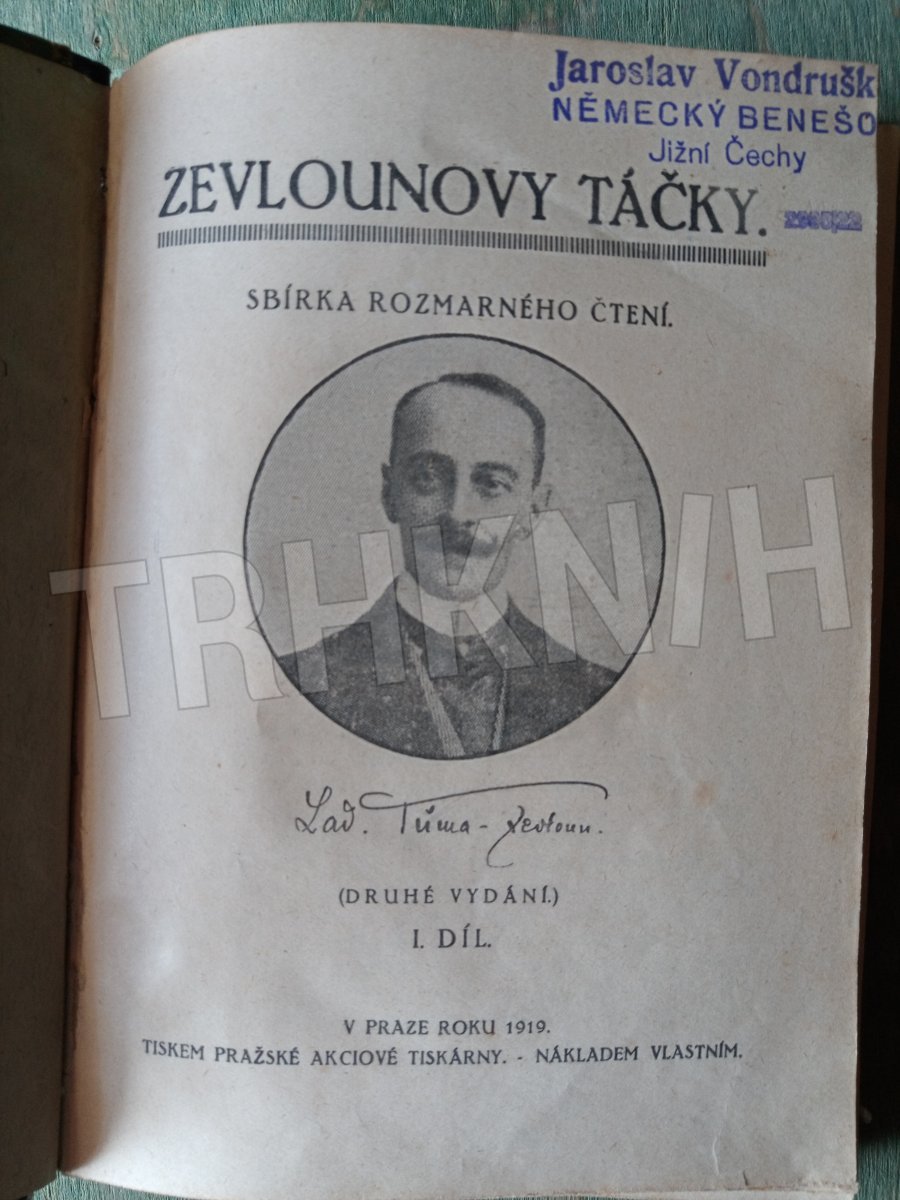 Jaroslav Vondrušk
NĚMECKÝ BENEŠO
Jižní Čechy
ZEVLOUNOVY TÁČKY.
SBÍRKA ROZMARNÉHO ČTENÍ.
TRHKNIH
Lad. Tůma - Zevloun.
(DRUHÉ VYDÁNÍ.)
I. DÍL.
V PRAZE ROKU 1919.
TISKEM PRAŽSKÉ AKCIOVÉ TISKÁRNY. - NÁKLADEM VLASTNÍM.